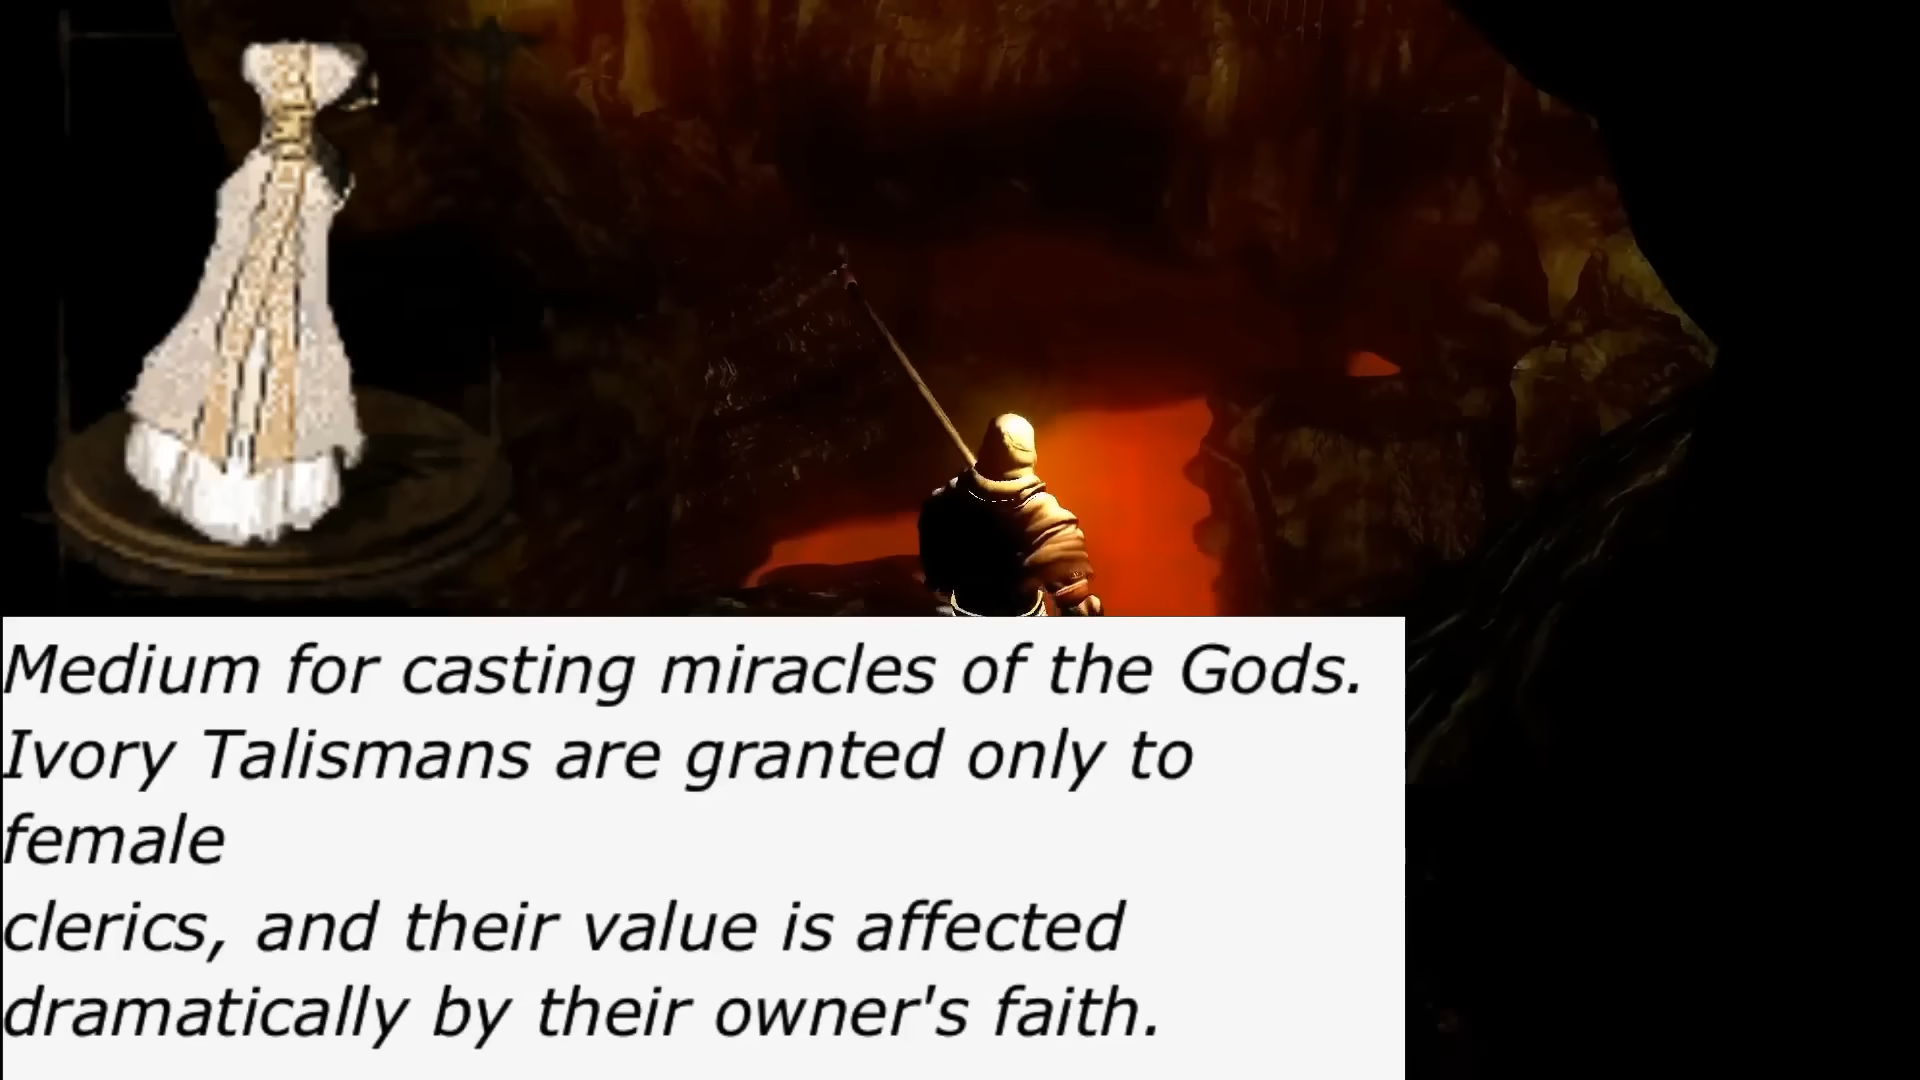 Medium for casting miracles of the Gods.
Ivory Talismans are granted only to
female
clerics, and their value is affected
dramatically by their owner's faith.